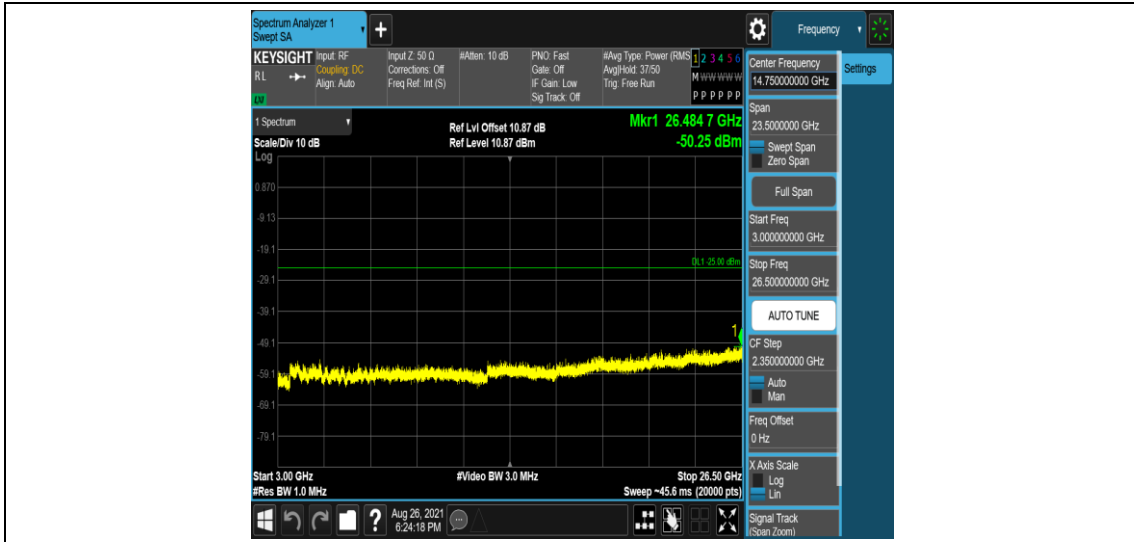 Spectrum Analyzer 1
Swept SA
+
Frequency
KEYSIGHT
RL
LXI
Input: RF
Coupling: DC
Align: Auto
Input Z: 50 Ω
Corrections: Off
Freq Ref: Int (S)
#Atten: 10 dB
PNO: Fast
Gate: Off
IF Gain: Low
Sig Track: Off
#Avg Type: Power (RMS
Avg|Hold: 37/50
Trig: Free Run
1 2 3 4 5 6
M W W W W W
P P P P P P
Center Frequency
14.750000000 GHz
Settings
Span
23.5000000 GHz
Swept Span
Zero Span
Full Span
Start Freq
3.000000000 GHz
Stop Freq
26.500000000 GHz
AUTO TUNE
CF Step
2.350000000 GHz
Auto
Man
Freq Offset
0 Hz
X Axis Scale
Log
Lin
Signal Track
(Span Zoom)
1 Spectrum
Scale/Div 10 dB
Log
Ref Lvl Offset 10.87 dB
Ref Level 10.87 dBm
Mkr1 26.484 7 GHz
-50.25 dBm
0.870
-9.13
-19.1
DL1 -25.00 dBm
-29.1
-39.1
1
-49.1
-59.1
-69.1
-79.1
Start 3.00 GHz
#Res BW 1.0 MHz
#Video BW 3.0 MHz
Stop 26.50 GHz
Sweep ~45.6 ms (20000 pts)
?
Aug 26, 2021
6:24:18 PM